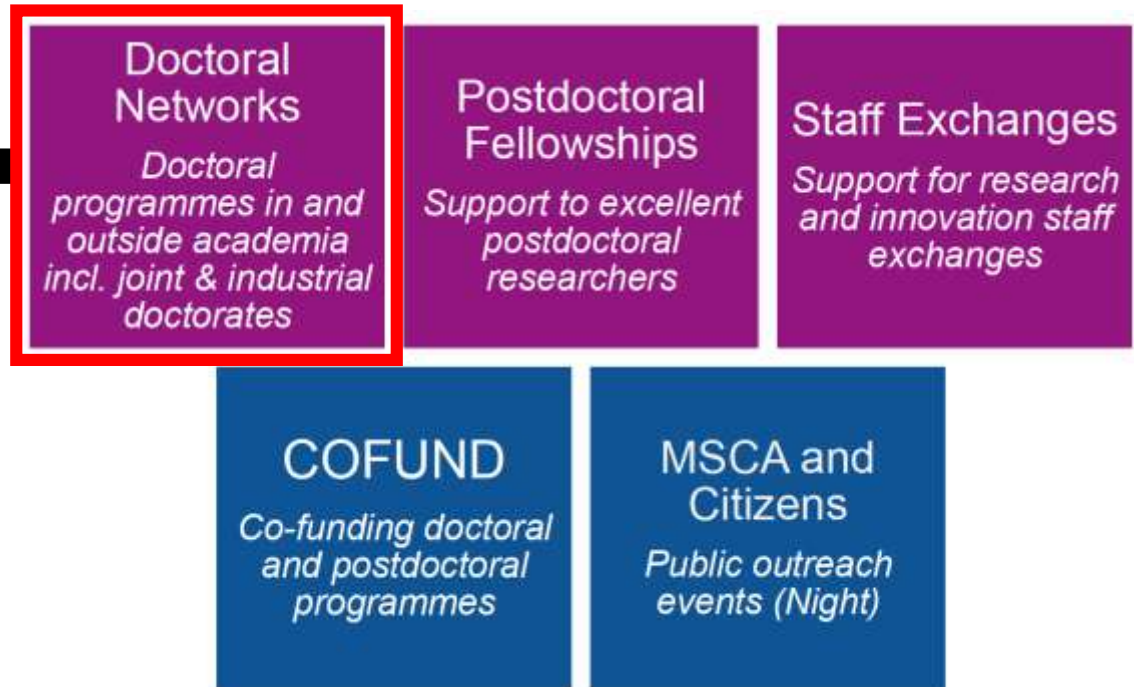 Doctoral
Networks
Doctoral
programmes in and
outside academia
incl. joint & industrial
doctorates
Postdoctoral
Fellowships
Support to excellent
postdoctoral
researchers
Staff Exchanges
Support for research
and innovation staff
exchanges
COFUND
Co-funding doctoral
and postdoctoral
programmes
MSCA and
Citizens
Public outreach
events (Night)